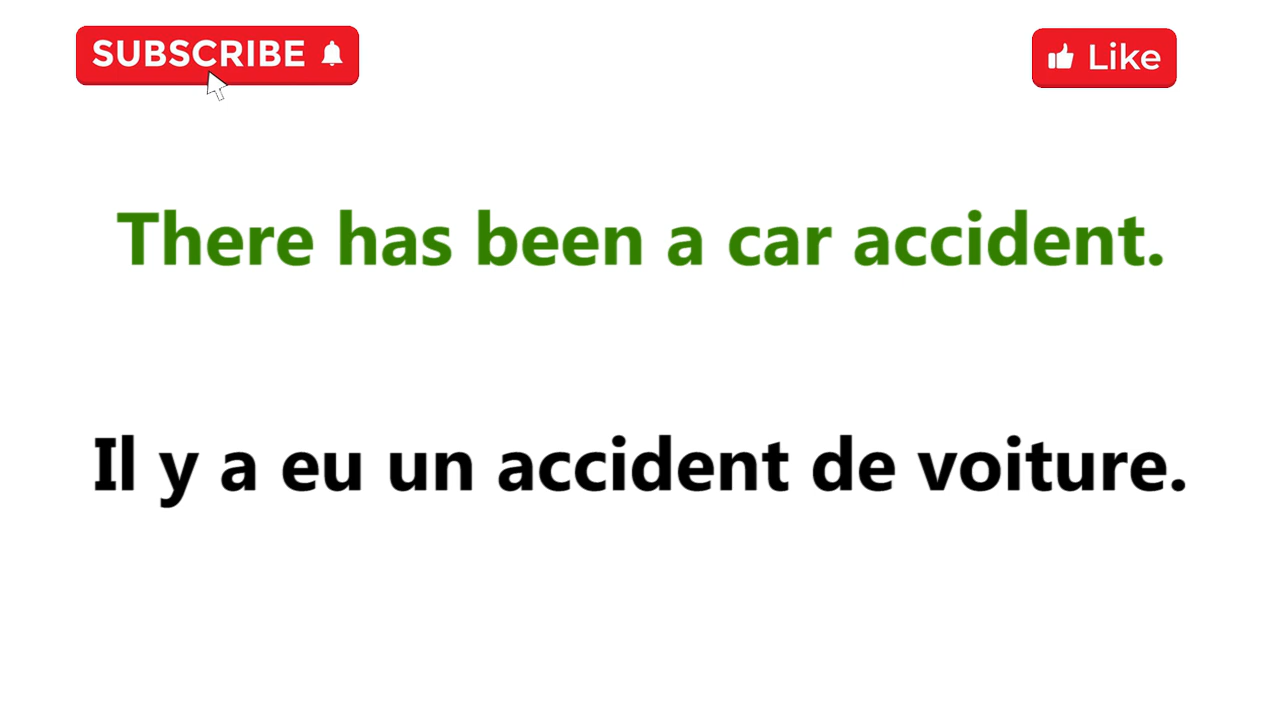 SUBSCRIBE
Like
There has been a car accident.
Il y a eu un accident de voiture.